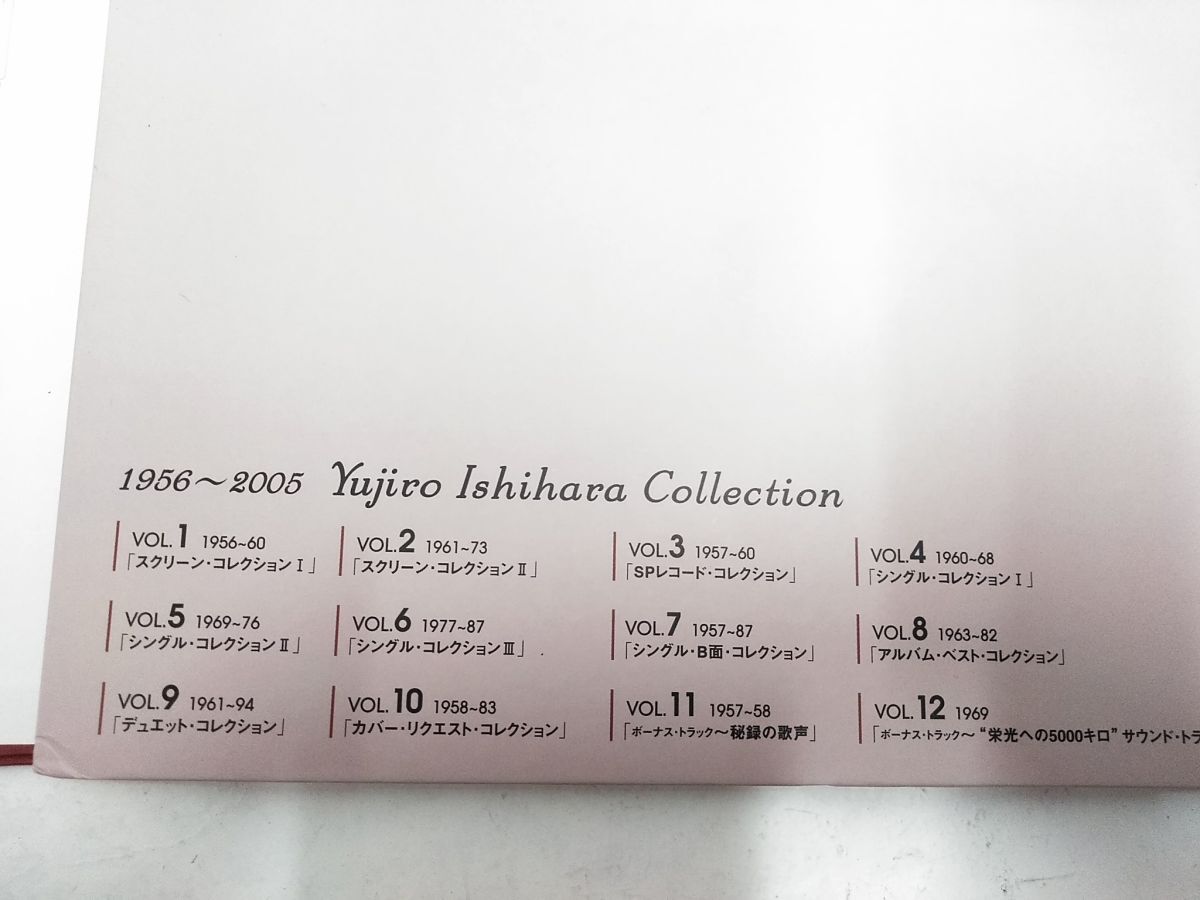 1956～2005 Yujiro Ishihara Collection
VOL.1 1956~60
「スクリーン・コレクションⅠ」
VOL.2 1961~73
「スクリーン・コレクションⅡ」
VOL.3 1957~60
「SPレコード・コレクション」
VOL.4 1960~68
「シングル・コレクションⅠ」
VOL.5 1969~76
「シングル・コレクションⅡ」
VOL.6 1977~87
「シングル・コレクションⅢ」
VOL.7 1957~87
「シングル・B面・コレクション」
VOL.8 1963~82
「アルバム・ベスト・コレクション」
VOL.9 1961~94
「デュエット・コレクション」
VOL.10 1958~83
「カバー・リクエスト・コレクション」
VOL.11 1957~58
「ボーナス・トラック～秘録の歌声」
VOL.12 1969
「ボーナス・トラック～“栄光への5000キロ”サウンド・トラ